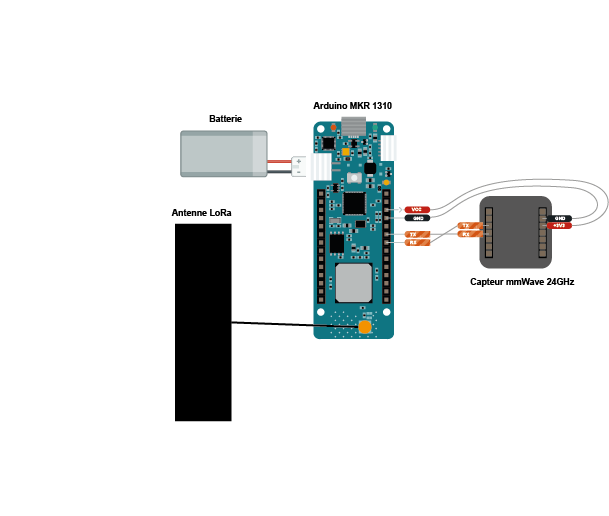 Arduino MKR 1310
Batterie
+
-
Antenne LoRa
VCC
GND
TX
RX
TX
RX
GND
+3V3
Capteur mmWave 24GHz